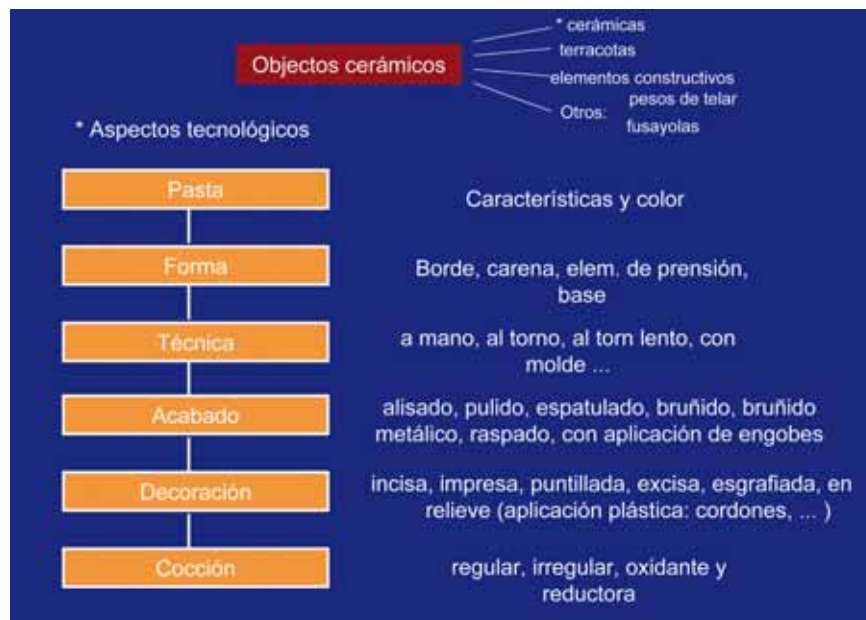 Objectos cerámicos
* cerámicas
terracotas
elementos constructivos
Otros: pesos de telar
fusayolas
* Aspectos tecnológicos
Pasta
Características y color
Forma
Borde, carena, elem. de prensión,
base
Técnica
a mano, al torno, al torn lento, con
molde ...
Acabado
alisado, pulido, espatulado, bruñido, bruñido
metálico, raspado, con aplicación de engobes
Decoración
incisa, impresa, puntillada, excisa, esgrafiada, en
relieve (aplicación plástica: cordones, ... )
Cocción
regular, irregular, oxidante y
reductora